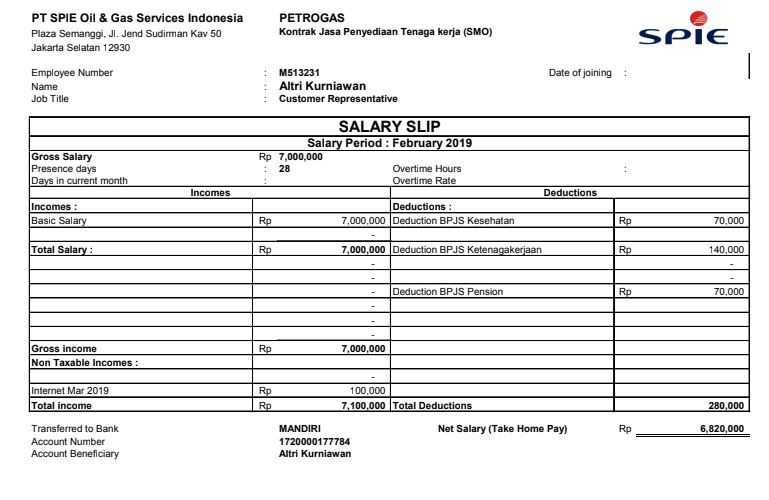 PT SPIE Oil & Gas Services Indonesia PETROGAS
Plaza Semanggi, Jl. Jend Sudirman Kav 50 Kontrak Jasa Penyediaan Tenaga kerja (SMO)
Jakarta Selatan 12930
SPIE
Employee Number : M513231 Date of joining :
Name : Altri Kurniawan
Job Title : Customer Representative
SALARY SLIP
Salary Period : February 2019
Gross Salary Rp 7,000,000
Presence days : 28 Overtime Hours :
Days in current month : Overtime Rate
Incomes Deductions
Incomes : Deductions :
Basic Salary Rp 7,000,000 Deduction BPJS Kesehatan Rp 70,000
-
Total Salary : Rp 7,000,000 Deduction BPJS Ketenagakerjaan Rp 140,000
- -
- -
- Deduction BPJS Pension Rp 70,000
-
-
-
Gross income Rp 7,000,000
Non Taxable Incomes :
-
Internet Mar 2019 Rp 100,000
Total income Rp 7,100,000 Total Deductions 280,000
Transferred to Bank MANDIRI Net Salary (Take Home Pay) Rp 6,820,000
Account Number 1720000177784
Account Beneficiary Altri Kurniawan